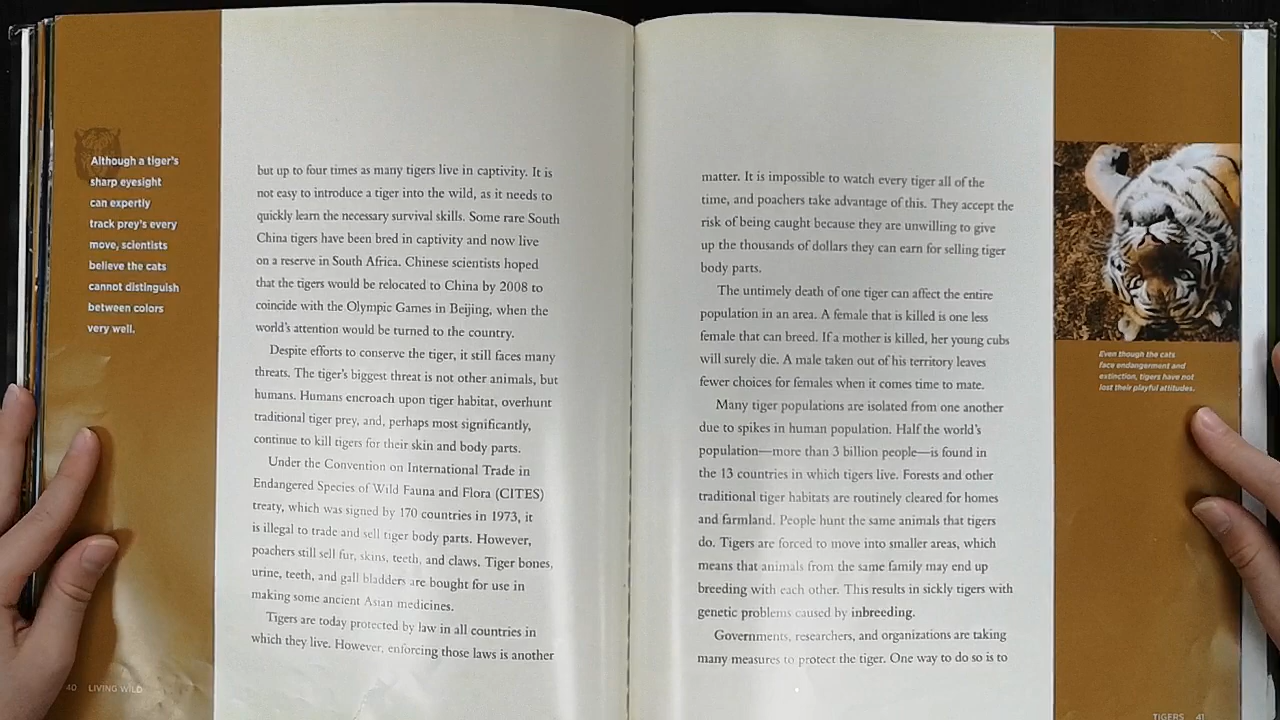 Although a tiger's
sharp eyesight
can expertly
track prey's every
move, scientists
believe the cats
cannot distinguish
between colors
very well.
but up to four times as many tigers live in captivity. It is
not easy to introduce a tiger into the wild, as it needs to
quickly learn the necessary survival skills. Some rare South
China tigers have been bred in captivity and now live
on a reserve in South Africa. Chinese scientists hoped
that the tigers would be relocated to China by 2008 to
coincide with the Olympic Games in Beijing, when the
world's attention would be turned to the country.
Despite efforts to conserve the tiger, it still faces many
threats. The tiger's biggest threat is not other animals, but
humans. Humans encroach upon tiger habitat, overhunt
traditional tiger prey, and, perhaps most significantly,
continue to kill tigers for their skin and body parts.
Under the Convention on International Trade in
Endangered Species of Wild Fauna and Flora (CITES)
treaty, which was signed by 170 countries in 1973, it
is illegal to trade and sell tiger body parts. However,
poachers still sell fur, skins, teeth, and claws. Tiger bones,
urine, teeth, and gall bladders are bought for use in
making some ancient Asian medicines.
Tigers are today protected by law in all countries in
which they live. However, enforcing those laws is another
40 LIVING WILD
matter. It is impossible to watch every tiger all of the
time, and poachers take advantage of this. They accept the
risk of being caught because they are unwilling to give
up the thousands of dollars they can earn for selling tiger
body parts.
The untimely death of one tiger can affect the entire
population in an area. A female that is killed is one less
female that can breed. If a mother is killed, her young cubs
will surely die. A male taken out of his territory leaves
fewer choices for females when it comes time to mate.
Many tiger populations are isolated from one another
due to spikes in human population. Half the world's
population—more than 3 billion people—is found in
the 13 countries in which tigers live. Forests and other
traditional tiger habitats are routinely cleared for homes
and farmland. People hunt the same animals that tigers
do. Tigers are forced to move into smaller areas, which
means that animals from the same family may end up
breeding with each other. This results in sickly tigers with
genetic problems caused by inbreeding.
Governments, researchers, and organizations are taking
many measures to protect the tiger. One way to do so is to
Even though the cats
face endangerment and
extinction, tigers have not
lost their playful attitudes.
TIGERS 41